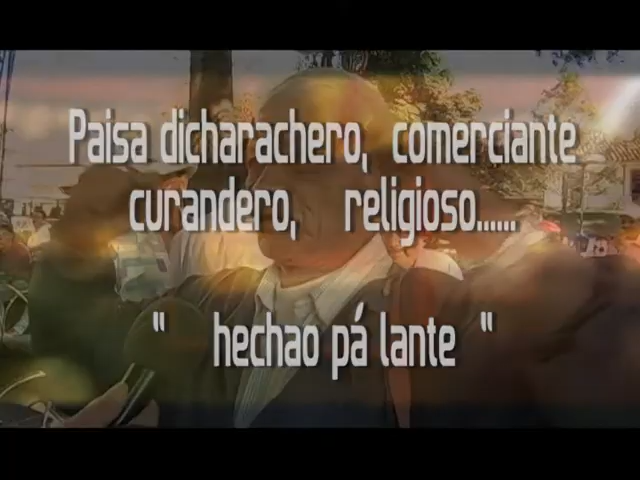 Paisa dicharachero, comerciante
curandero, religioso......
" hechao pá lante "